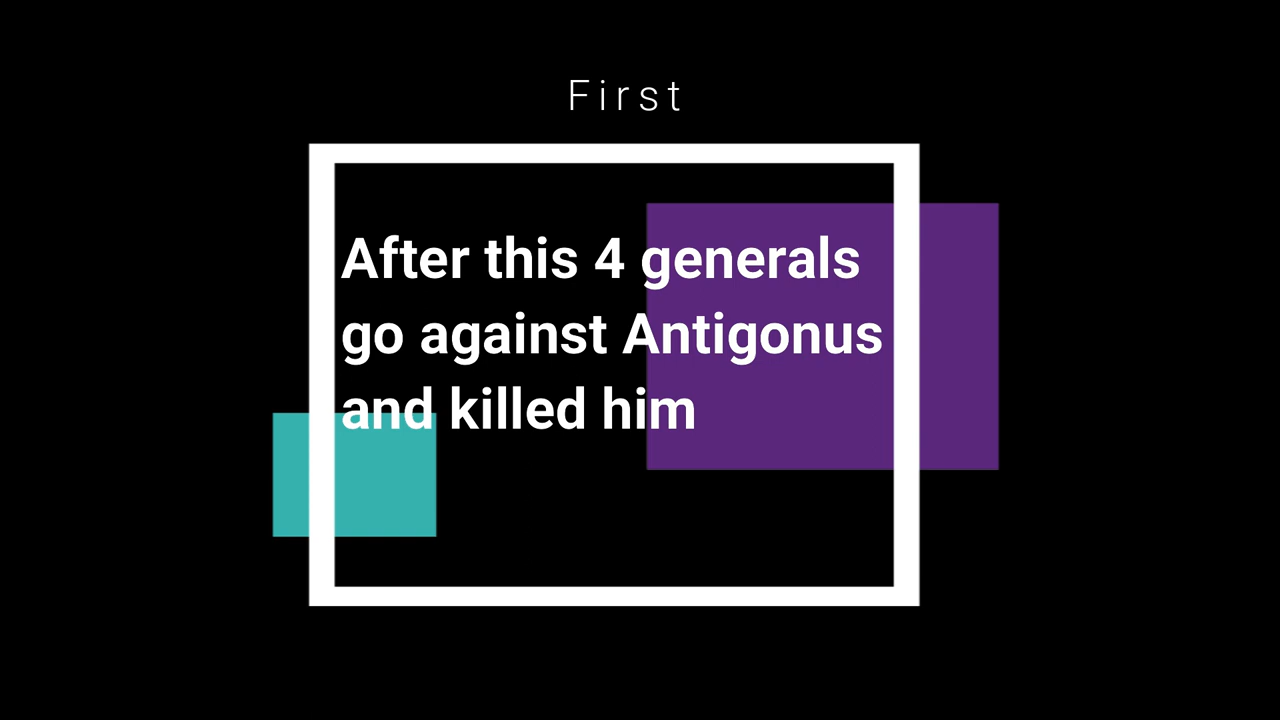 First
After this 4 generals
go against Antigonus
and killed him